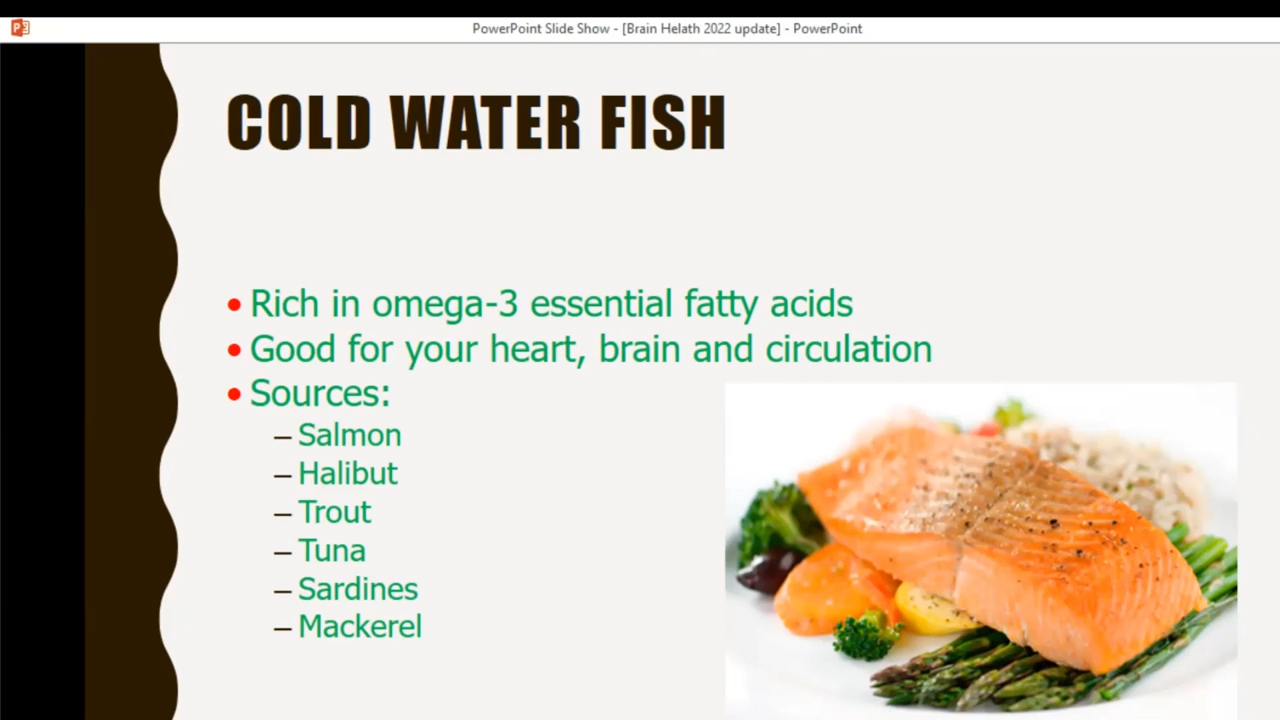 PowerPoint Slide Show - [Brain Helath 2022 update] - PowerPoint
COLD WATER FISH
• Rich in omega-3 essential fatty acids
• Good for your heart, brain and circulation
• Sources:
– Salmon
– Halibut
– Trout
– Tuna
– Sardines
– Mackerel